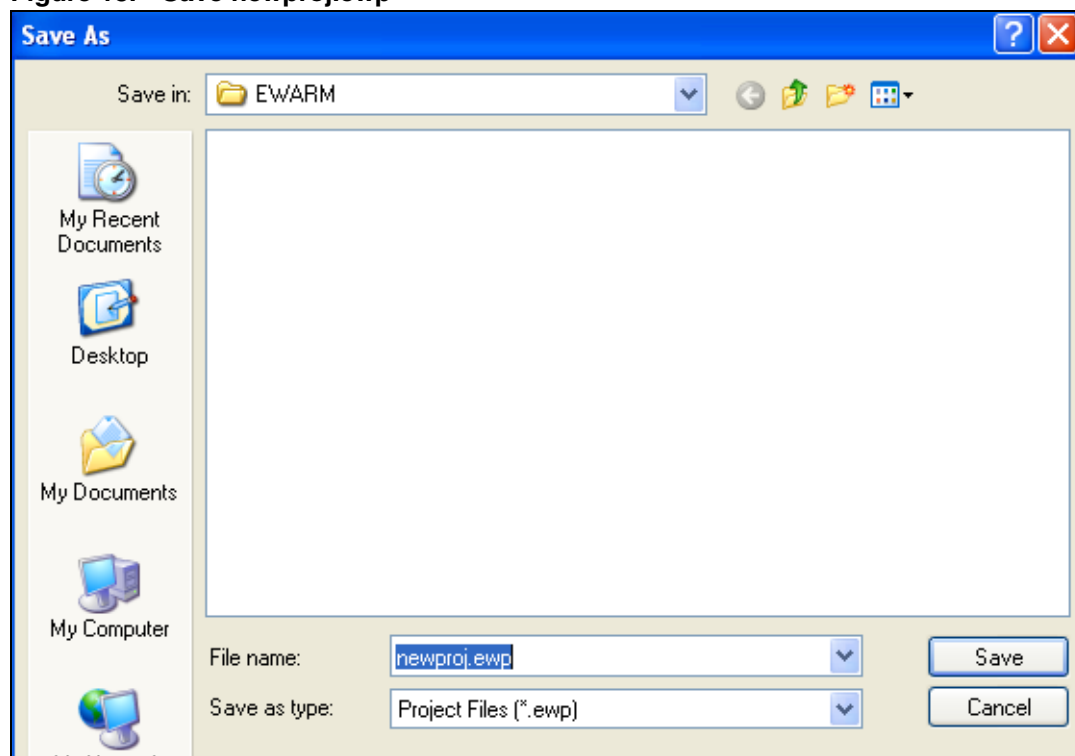 Save As
Save in: EWARM
My Recent
Documents
Desktop
My Documents
My Computer
File name: newproj.ewp
Save
Save as type: Project Files (*.ewp)
Cancel